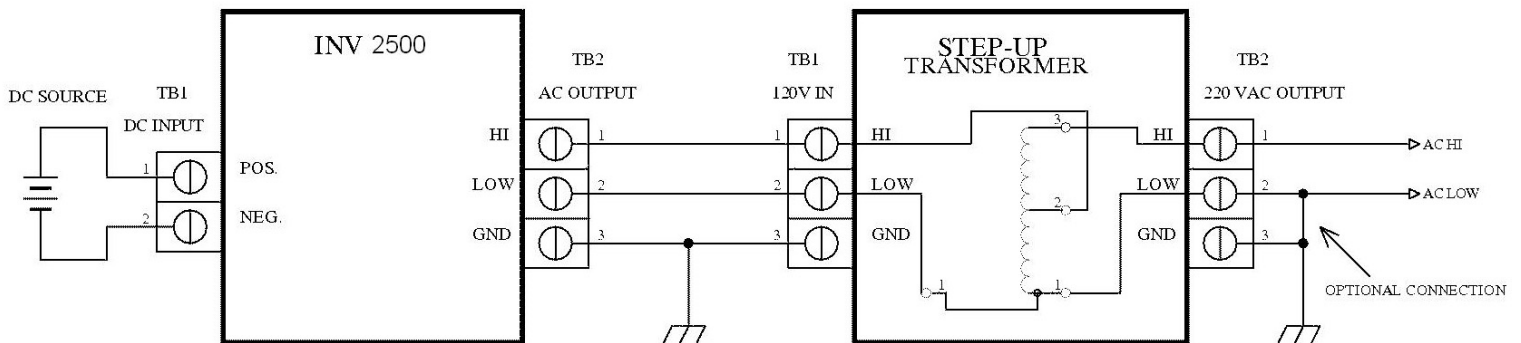 INV 2500
STEP-UP
TRANSFORMER
TB2
TB1
TB2
DC SOURCE
TB1
AC OUTPUT
120V IN
220 VAC OUTPUT
DC INPUT
HI
1
1
HI
3
HI
1
AC HI
1
POS.
LOW
2
2
LOW
2
LOW
2
AC LOW
2
NEG.
GND
3
3
GND
GND
3
1
1
OPTIONAL CONNECTION